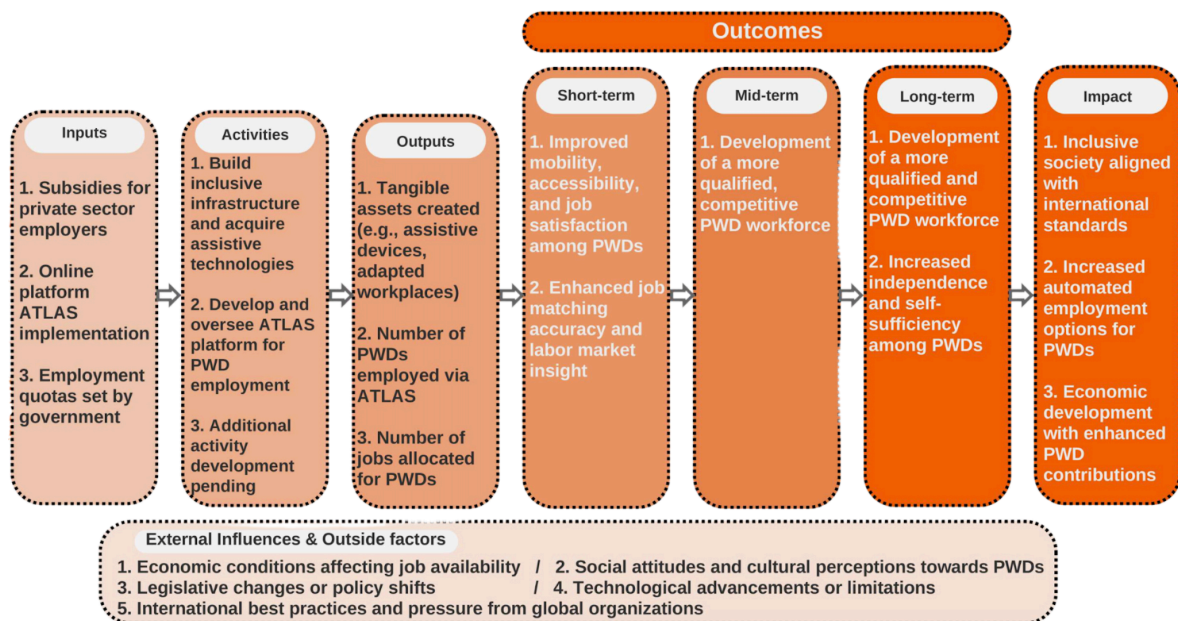 Outcomes
Inputs
1. Subsidies for
private sector
employers
2. Online
platform
ATLAS
implementation
3. Employment
quotas set by
government
Activities
1. Build
inclusive
infrastructure
and acquire
assistive
technologies
2. Develop and
oversee ATLAS
platform for
PWD
employment
3. Additional
activity
development
pending
Outputs
1. Tangible
assets created
(e.g., assistive
devices,
adapted
workplaces)
2. Number of
PWDs
employed via
ATLAS
3. Number of
jobs allocated
for PWDs
Short-term
1. Improved
mobility,
accessibility,
and job
satisfaction
among PWDs
2. Enhanced job
matching
accuracy and
labor market
insight
Mid-term
1. Development
of a more
qualified,
competitive
PWD workforce
Long-term
1. Development
of a more
qualified and
competitive
PWD workforce
2. Increased
independence
and self-
sufficiency
among PWDs
Impact
1. Inclusive
society aligned
with
international
standards
2. Increased
automated
employment
options for
PWDs
3. Economic
development
with enhanced
PWD
contributions
External Influences & Outside factors
1. Economic conditions affecting job availability / 2. Social attitudes and cultural perceptions towards PWDs
3. Legislative changes or policy shifts / 4. Technological advancements or limitations
5. International best practices and pressure from global organizations